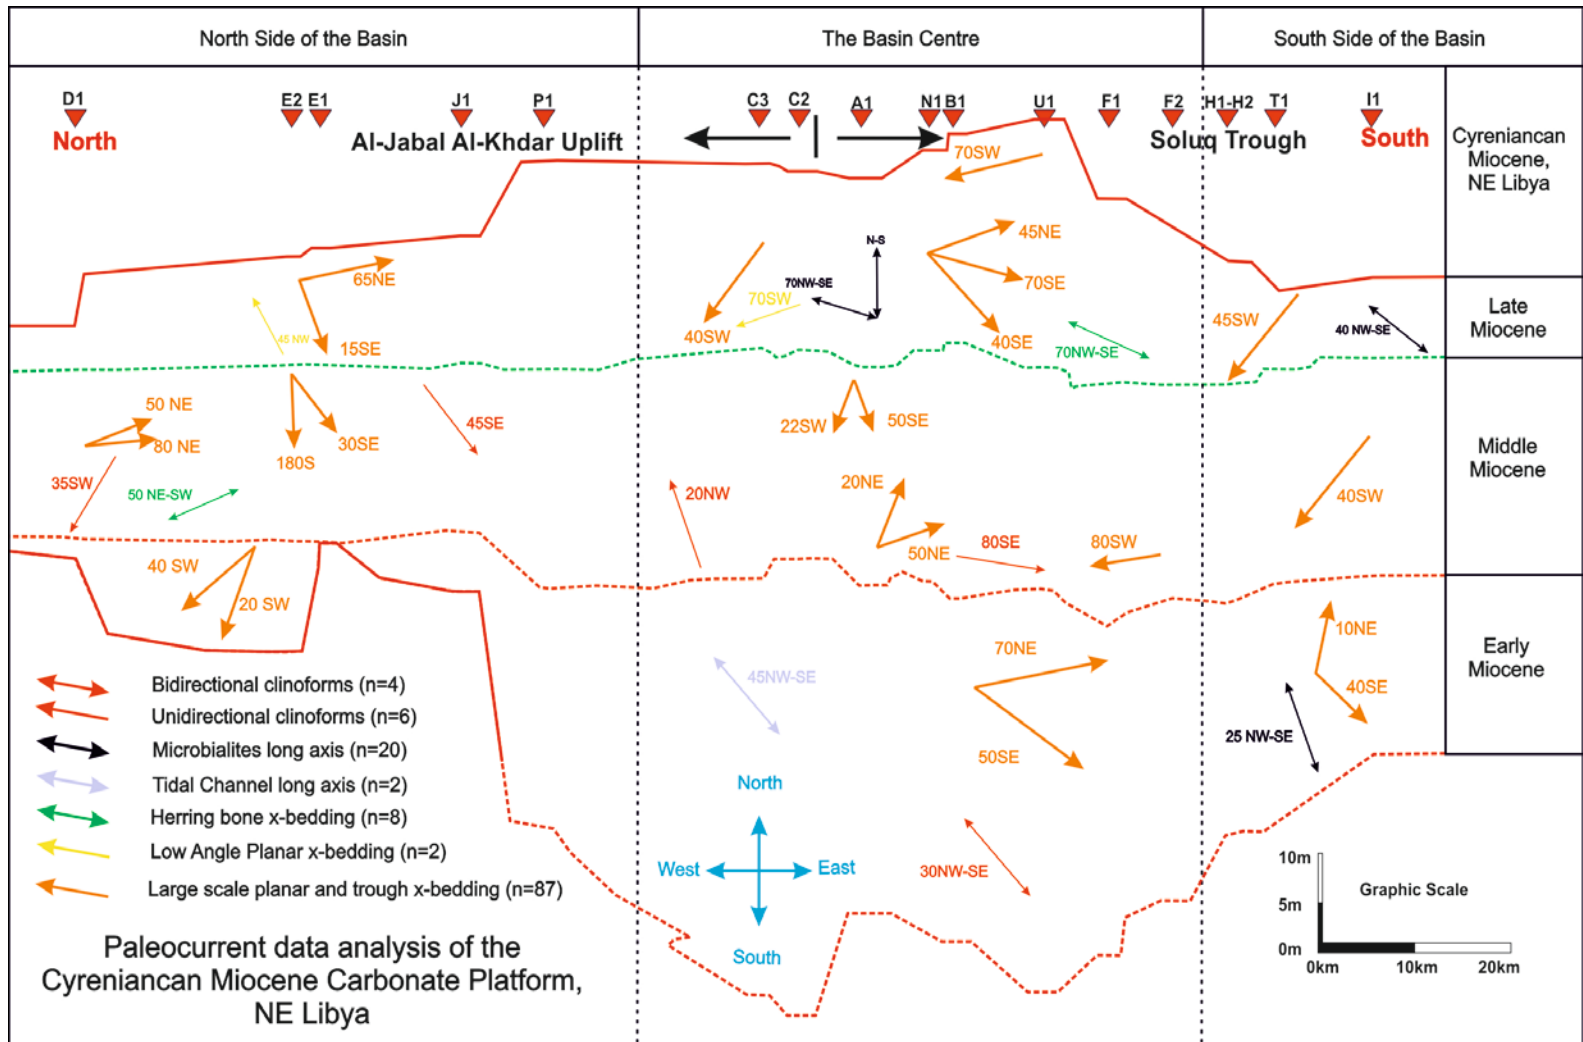 North Side of the Basin
The Basin Centre
South Side of the Basin
D1
E2
E1
J1
P1
C3
C2
A1
N1
B1
U1
F1
F2
H1-H2
T1
I1
North
Al-Jabal Al-Khdar Uplift
Soluq Trough
South
Cyreniancan
Miocene,
NE Libya
70SW
65NE
15SE
45 NW
40SW
70SW
70NW-SE
N-S
45NE
70SE
40SE
70NW-SE
45SW
40 NW-SE
Late
Miocene
50 NE
80 NE
35SW
50 NE-SW
180S
30SE
45SE
22SW
50SE
20NW
20NE
50NE
80SE
80SW
40SW
Middle
Miocene
40 SW
20 SW
45NW-SE
70NE
50SE
30NW-SE
10NE
40SE
25 NW-SE
Early
Miocene
Bidirectional clinoforms (n=4)
Unidirectional clinoforms (n=6)
Microbialites long axis (n=20)
Tidal Channel long axis (n=2)
Herring bone x-bedding (n=8)
Low Angle Planar x-bedding (n=2)
Large scale planar and trough x-bedding (n=87)
North
West
East
South
10m
5m
0m
Graphic Scale
0km
10km
20km
Paleocurrent data analysis of the
Cyreniancan Miocene Carbonate Platform,
NE Libya